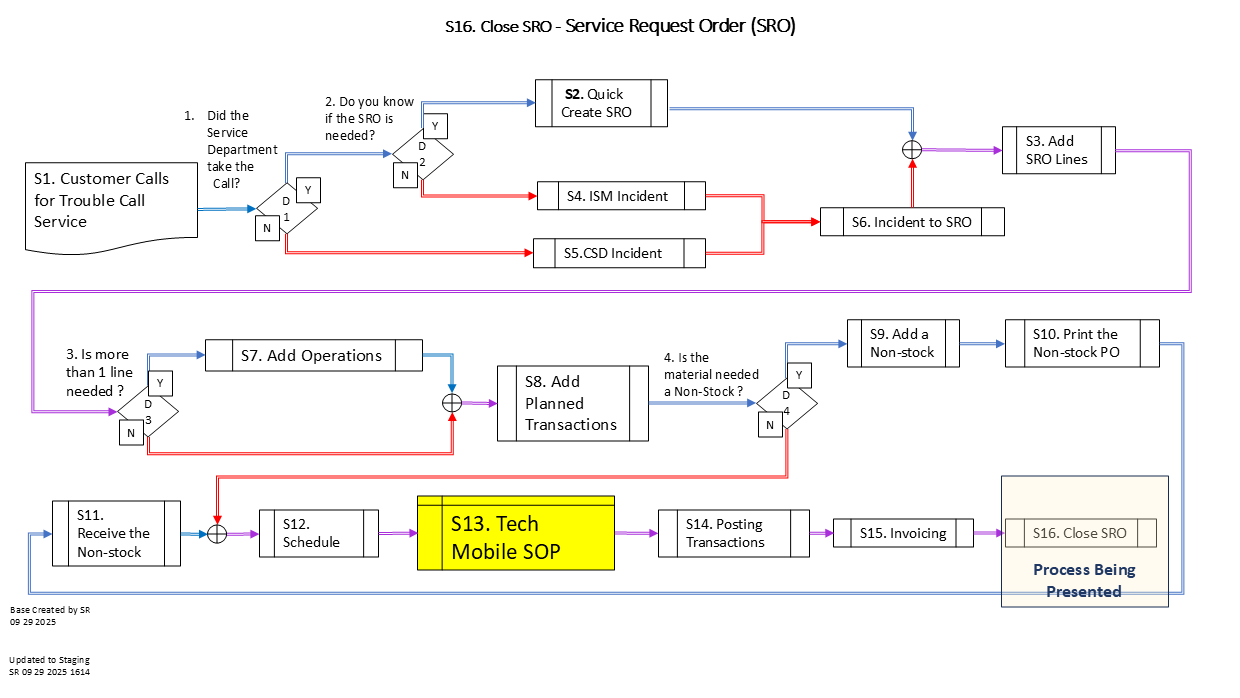 S16. Close SRO - Service Request Order (SRO)
1. Did the
Service
Department
take the
Call?
2. Do you know
if the SRO is
needed?
S2. Quick
Create SRO
Y
D
2
N
S3. Add
SRO Lines
S1. Customer Calls
for Trouble Call
Service
Y
D
1
N
S4. ISM Incident
S6. Incident to SRO
S5.CSD Incident
3. Is more
than 1 line
needed ?
S7. Add Operations
Y
D
3
N
S8. Add
Planned
Transactions
4. Is the
material needed
a Non-Stock ?
Y
D
4
N
S9. Add a
Non-stock
S10. Print the
Non-stock PO
S11.
Receive the
Non-stock
S12.
Schedule
S13. Tech
Mobile SOP
S14. Posting
Transactions
S15. Invoicing
S16. Close SRO
Process Being
Presented
Base Created by SR
09 29 2025
Updated to Staging
SR 09 29 2025 1614